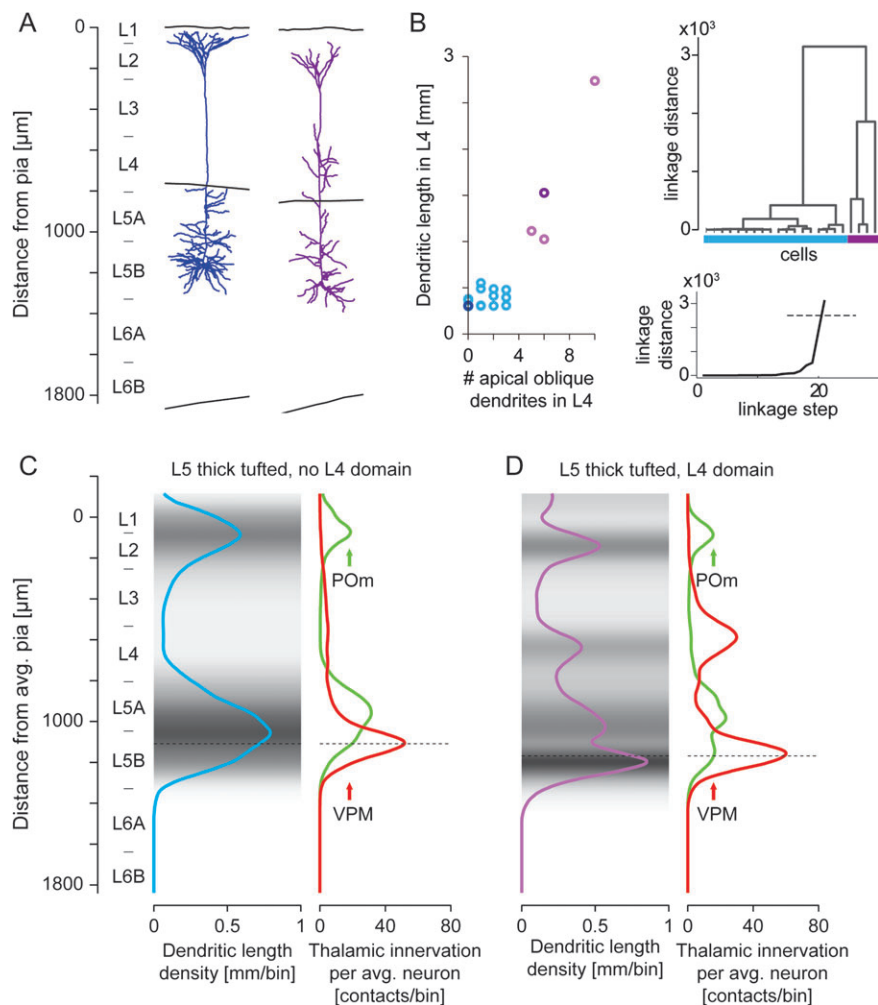 A
0
1000
1800
Distance from pia [µm]
L1
L2
L3
L4
L5A
L5B
L6A
L6B
B
3
0
Dendritic length in L4 [mm]
0
4
8
# apical oblique
dendrites in L4
3
x10³
0
linkage distance
cells
3
x10³
0
linkage
distance
20
linkage step
C
L5 thick tufted, no L4 domain
0
1000
1800
Distance from avg. pia [µm]
L1
L2
L3
L4
L5A
L5B
L6A
L6B
POm
VPM
0
0.5
1
Dendritic length
density [mm/bin]
0
40
80
Thalamic innervation
per avg. neuron
[contacts/bin]
D
L5 thick tufted, L4 domain
POm
VPM
0
0.5
1
Dendritic length
density [mm/bin]
0
40
80
Thalamic innervation
per avg. neuron
[contacts/bin]